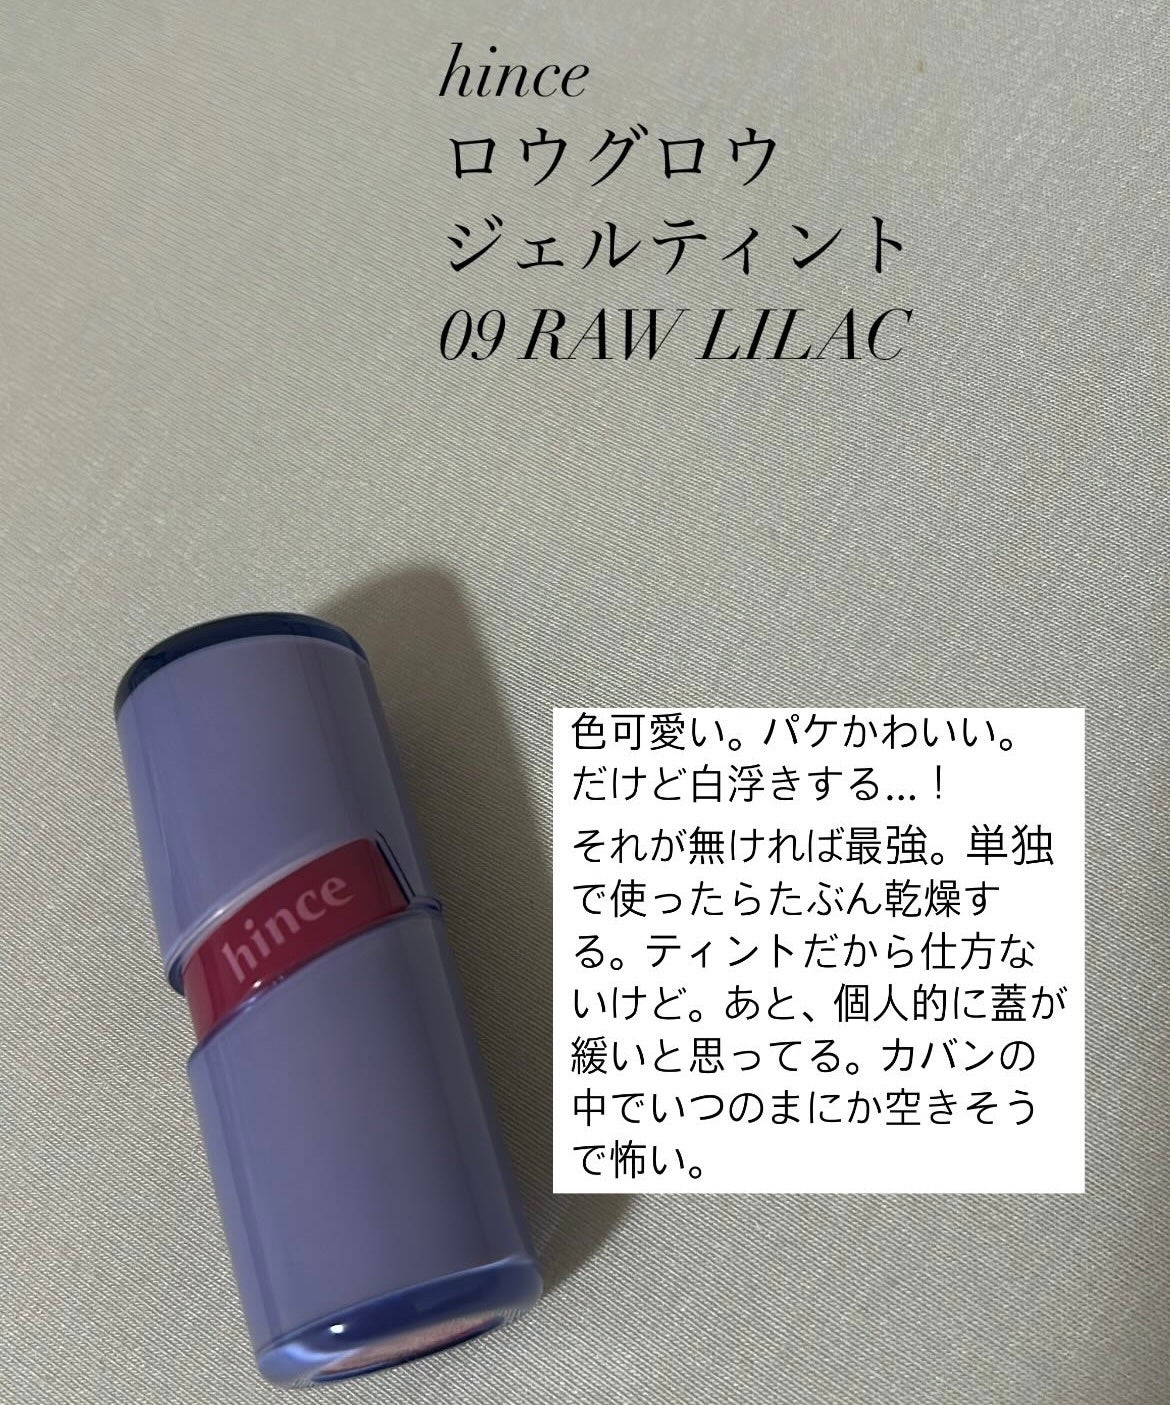 hince
ロウグロウ
ジェルティント
09 RAW LILAC
hince
色可愛い。パケかわいい。
だけど白浮きする...！
それが無ければ最強。単独
で使ったらたぶん乾燥す
る。ティントだから仕方な
いけど。あと、個人的に蓋が
緩いと思ってる。カバンの
中でいつのまにか空きそう
で怖い。